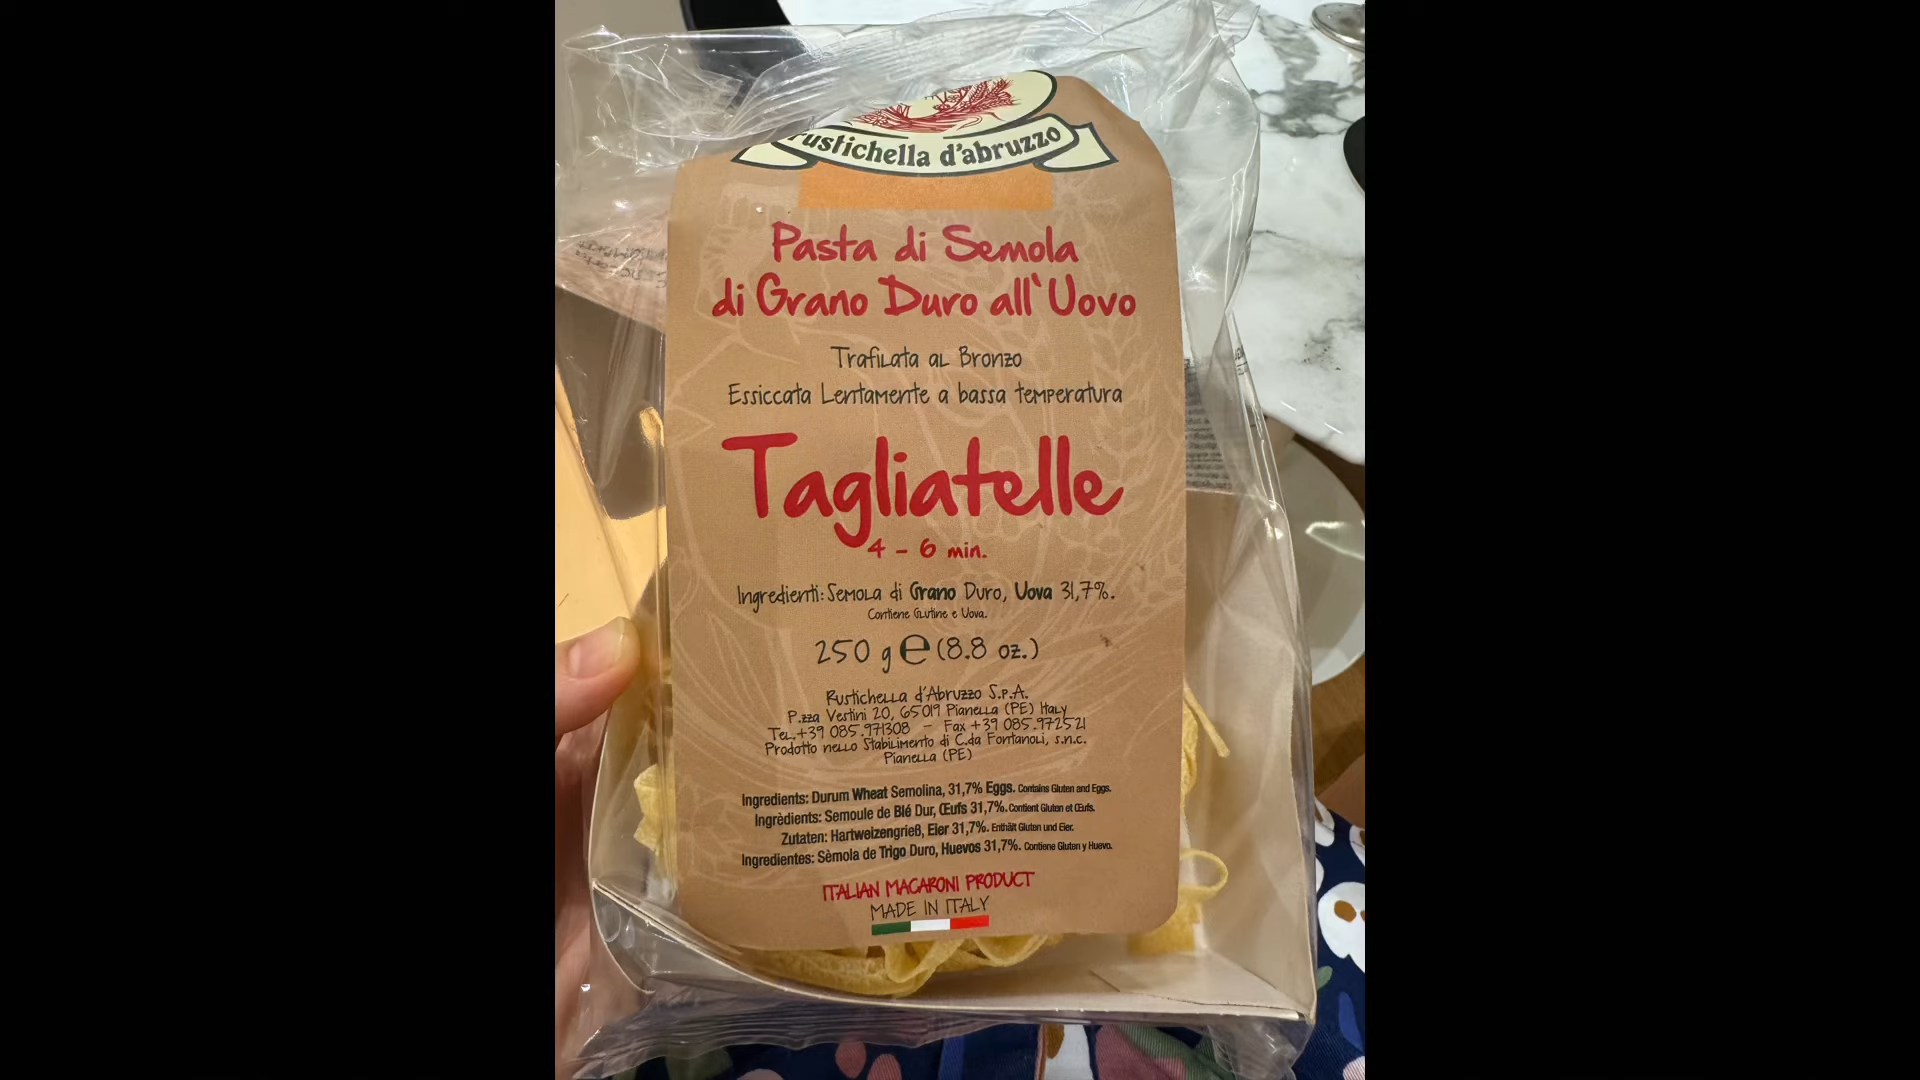 rustichella d'abruzzo
Pasta di Semola
di Grano Duro all'Uovo
Trafilata al Bronzo
Essiccata Lentamente a bassa temperatura
Tagliatelle
4 - 6 min.
Ingredienti: Semola di Grano Duro, Uova 31,7%.
Contiene Glutine e Uova.
250 g ℮ (8.8 oz.)
Rustichella d'Abruzzo S.p.A.
P.zza Vestini 20, 65019 Pianella (PE) Italy
Tel. +39 085.971308 - Fax +39 085.972521
Prodotto nello Stabilimento di C.da Fontanoli, s.n.c.
Pianella (PE)
Ingredients: Durum Wheat Semolina, 31,7% Eggs. Contains Gluten and Eggs.
Ingrèdients: Semoule de Blé Dur, Œufs 31,7%. Contient Gluten et Œufs.
Zutaten: Hartweizengrieß, Eier 31,7%. Enthält Gluten und Eier.
Ingredientes: Sèmola de Trigo Duro, Huevos 31,7%. Contiene Gluten y Huevo.
ITALIAN MACARONI PRODUCT
MADE IN ITALY